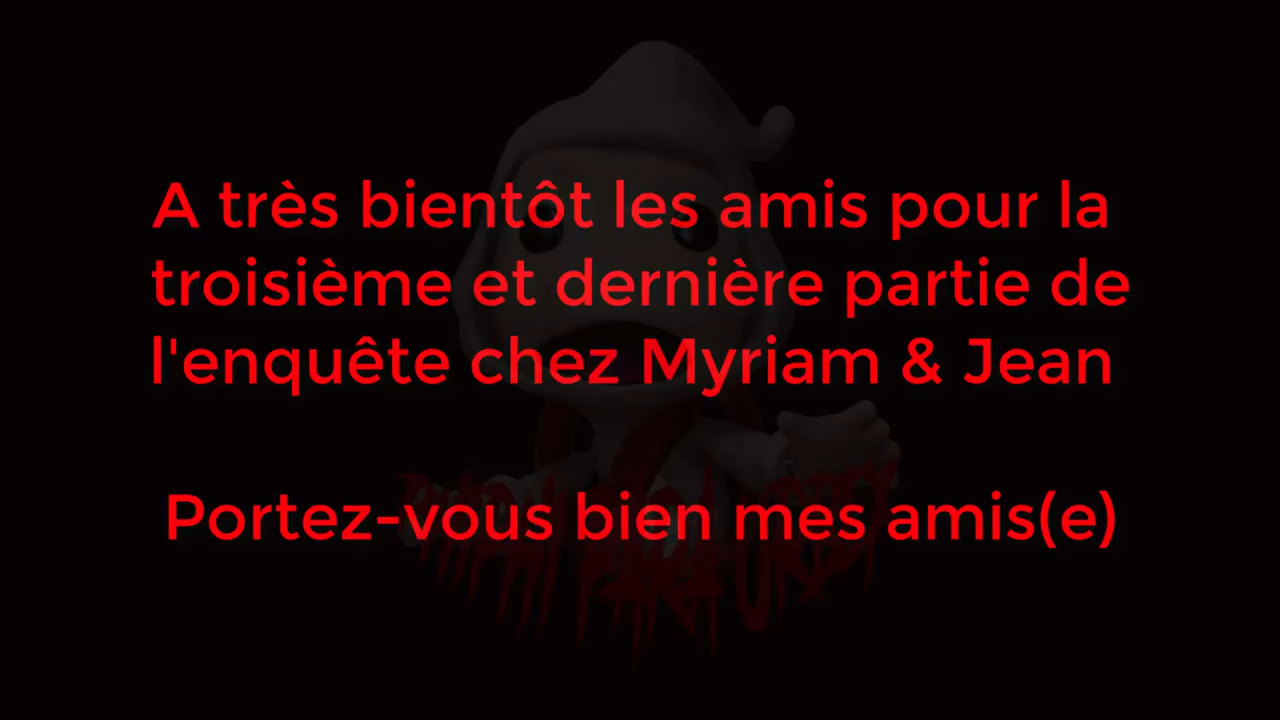 A très bientôt les amis pour la
troisième et dernière partie de
l'enquête chez Myriam & Jean
Portez-vous bien mes amis(e)